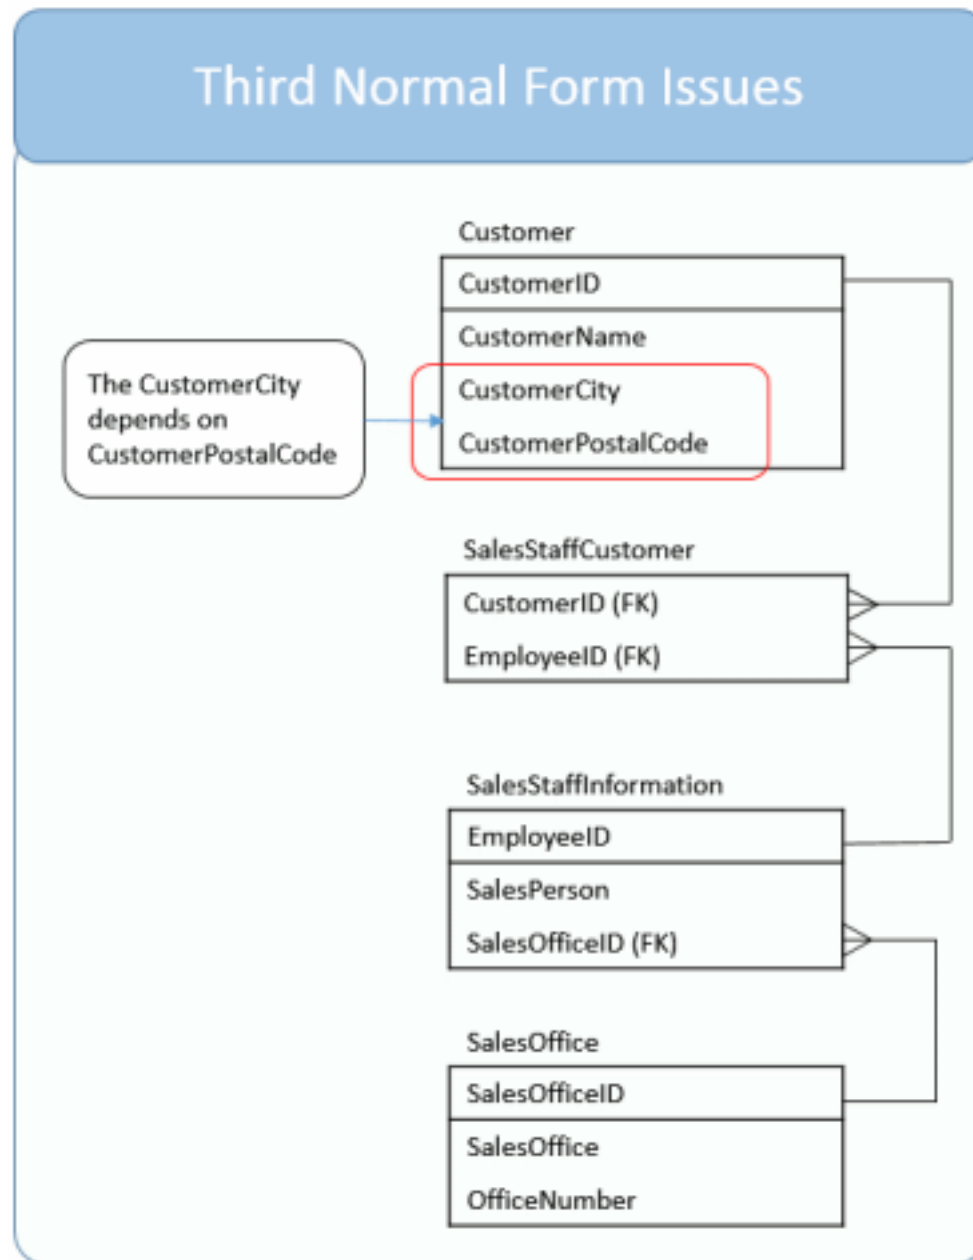 Third Normal Form Issues
Customer
CustomerID
CustomerName
CustomerCity
CustomerPostalCode
The CustomerCity
depends on
CustomerPostalCode
SalesStaffCustomer
CustomerID (FK)
EmployeeID (FK)
SalesStaffInformation
EmployeeID
SalesPerson
SalesOfficeID (FK)
SalesOffice
SalesOfficeID
SalesOffice
OfficeNumber